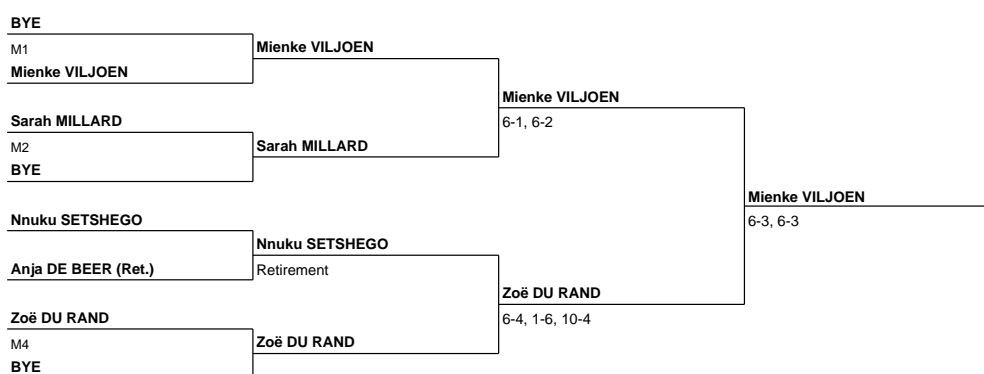 BYE
M1
Mienke VILJOEN
Mienke VILJOEN
Sarah MILLARD
M2
BYE
Sarah MILLARD
Mienke VILJOEN
6-1, 6-2
Nnuku SETSHEGO
Anja DE BEER (Ret.)
Nnuku SETSHEGO
Retirement
Zoë DU RAND
M4
BYE
Zoë DU RAND
Zoë DU RAND
6-4, 1-6, 10-4
Mienke VILJOEN
6-3, 6-3